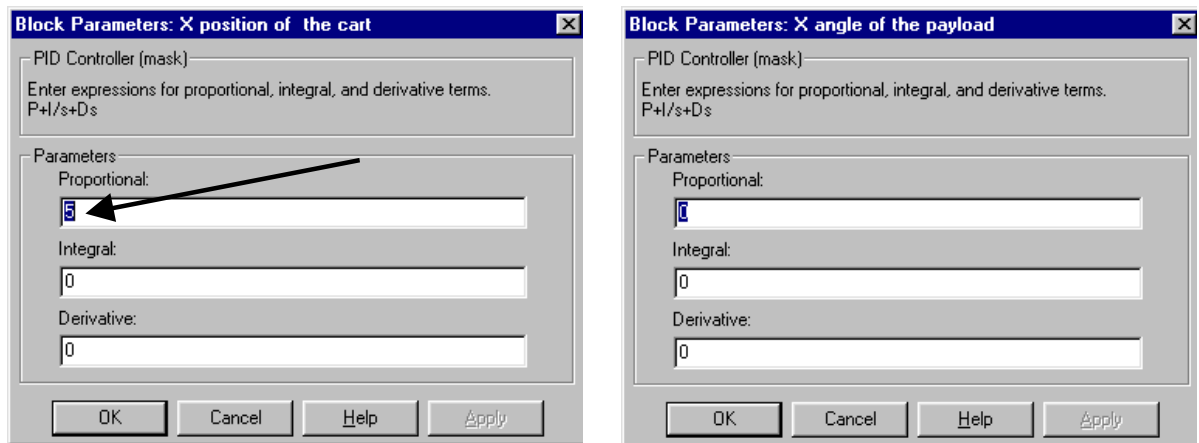 Block Parameters: X position of the cart
PID Controller (mask)
Enter expressions for proportional, integral, and derivative terms.
P+I/s+Ds
Parameters
Proportional:
5
Integral:
0
Derivative:
0
OK Cancel Help Apply
Block Parameters: X angle of the payload
PID Controller (mask)
Enter expressions for proportional, integral, and derivative terms.
P+I/s+Ds
Parameters
Proportional:
0
Integral:
0
Derivative:
0
OK Cancel Help Apply